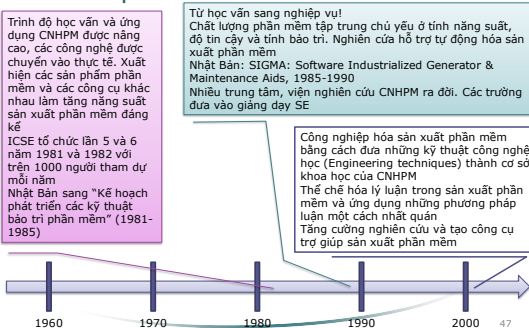 Trình độ học vấn và ứng
dụng CNHPM được nâng
cao, các công nghệ được
chuyển vào thực tế. Xuất
hiện các sản phẩm phần
mềm và các công cụ khác
nhau làm tăng năng suất
sản xuất phần mềm đáng
kể
ICSE tổ chức lần 5 và 6
năm 1981 và 1982 với
trên 1000 người tham dự
mỗi năm
Nhật Bản sang “Kế hoạch
phát triển các kỹ thuật
bảo trì phần mềm” (1981-
1985)
Từ học vấn sang nghiệp vụ!
Chất lượng phần mềm tập trung chủ yếu ở tính năng suất,
độ tin cậy và tính bảo trì. Nghiên cứu hỗ trợ tự động hóa sản
xuất phần mềm
Nhật Bản: SIGMA: Software Industrialized Generator &
Maintenance Aids, 1985-1990
Nhiều trung tâm, viện nghiên cứu CNHPM ra đời. Các trường
đưa vào giảng dạy SE
Công nghiệp hóa sản xuất phần mềm
bằng cách đưa những kỹ thuật công nghệ
học (Engineering techniques) thành cơ sở
khoa học của CNHPM
Thể chế hóa lý luận trong sản xuất phần
mềm và ứng dụng những phương pháp
luận một cách nhất quán
Tăng cường nghiên cứu và tạo công cụ
trợ giúp sản xuất phần mềm
1960 1970 1980 1990 2000 47